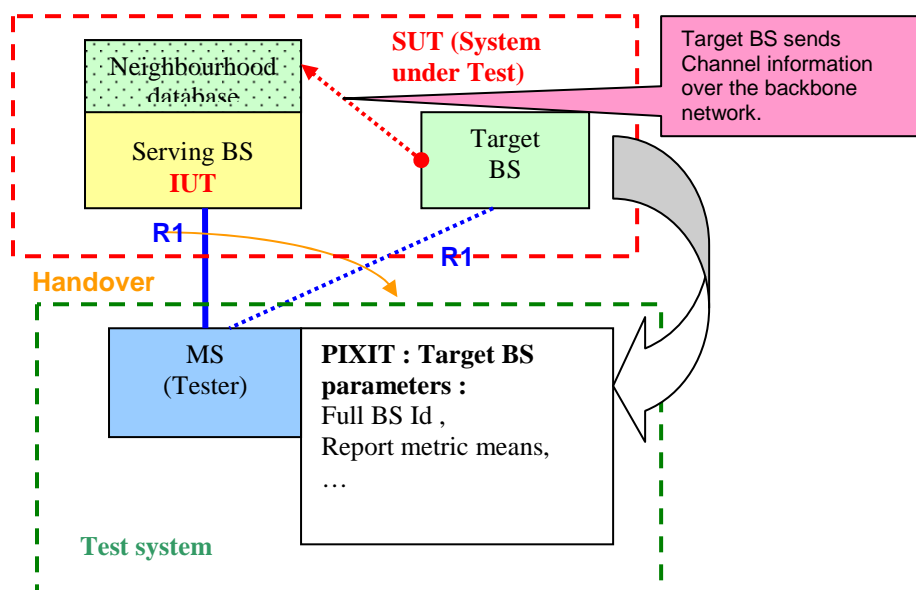 SUT (System
under Test)
Target BS sends
Channel information
over the backbone
network.
Neighbourhood
database
Serving BS
IUT
Target
BS
R1
R1
Handover
MS
(Tester)
PIXIT : Target BS
parameters :
Full BS Id ,
Report metric means,
…
Test system